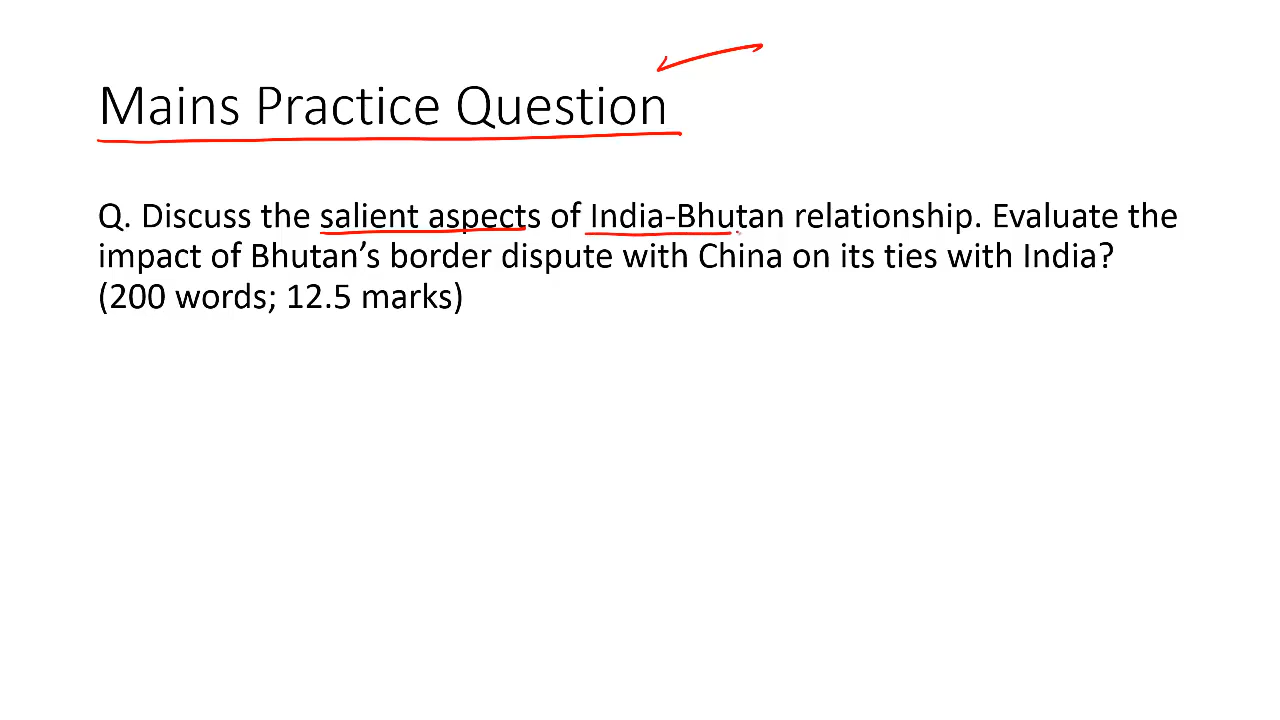 Mains Practice Question
Q. Discuss the salient aspects of India-Bhutan relationship. Evaluate the
impact of Bhutan’s border dispute with China on its ties with India?
(200 words; 12.5 marks)